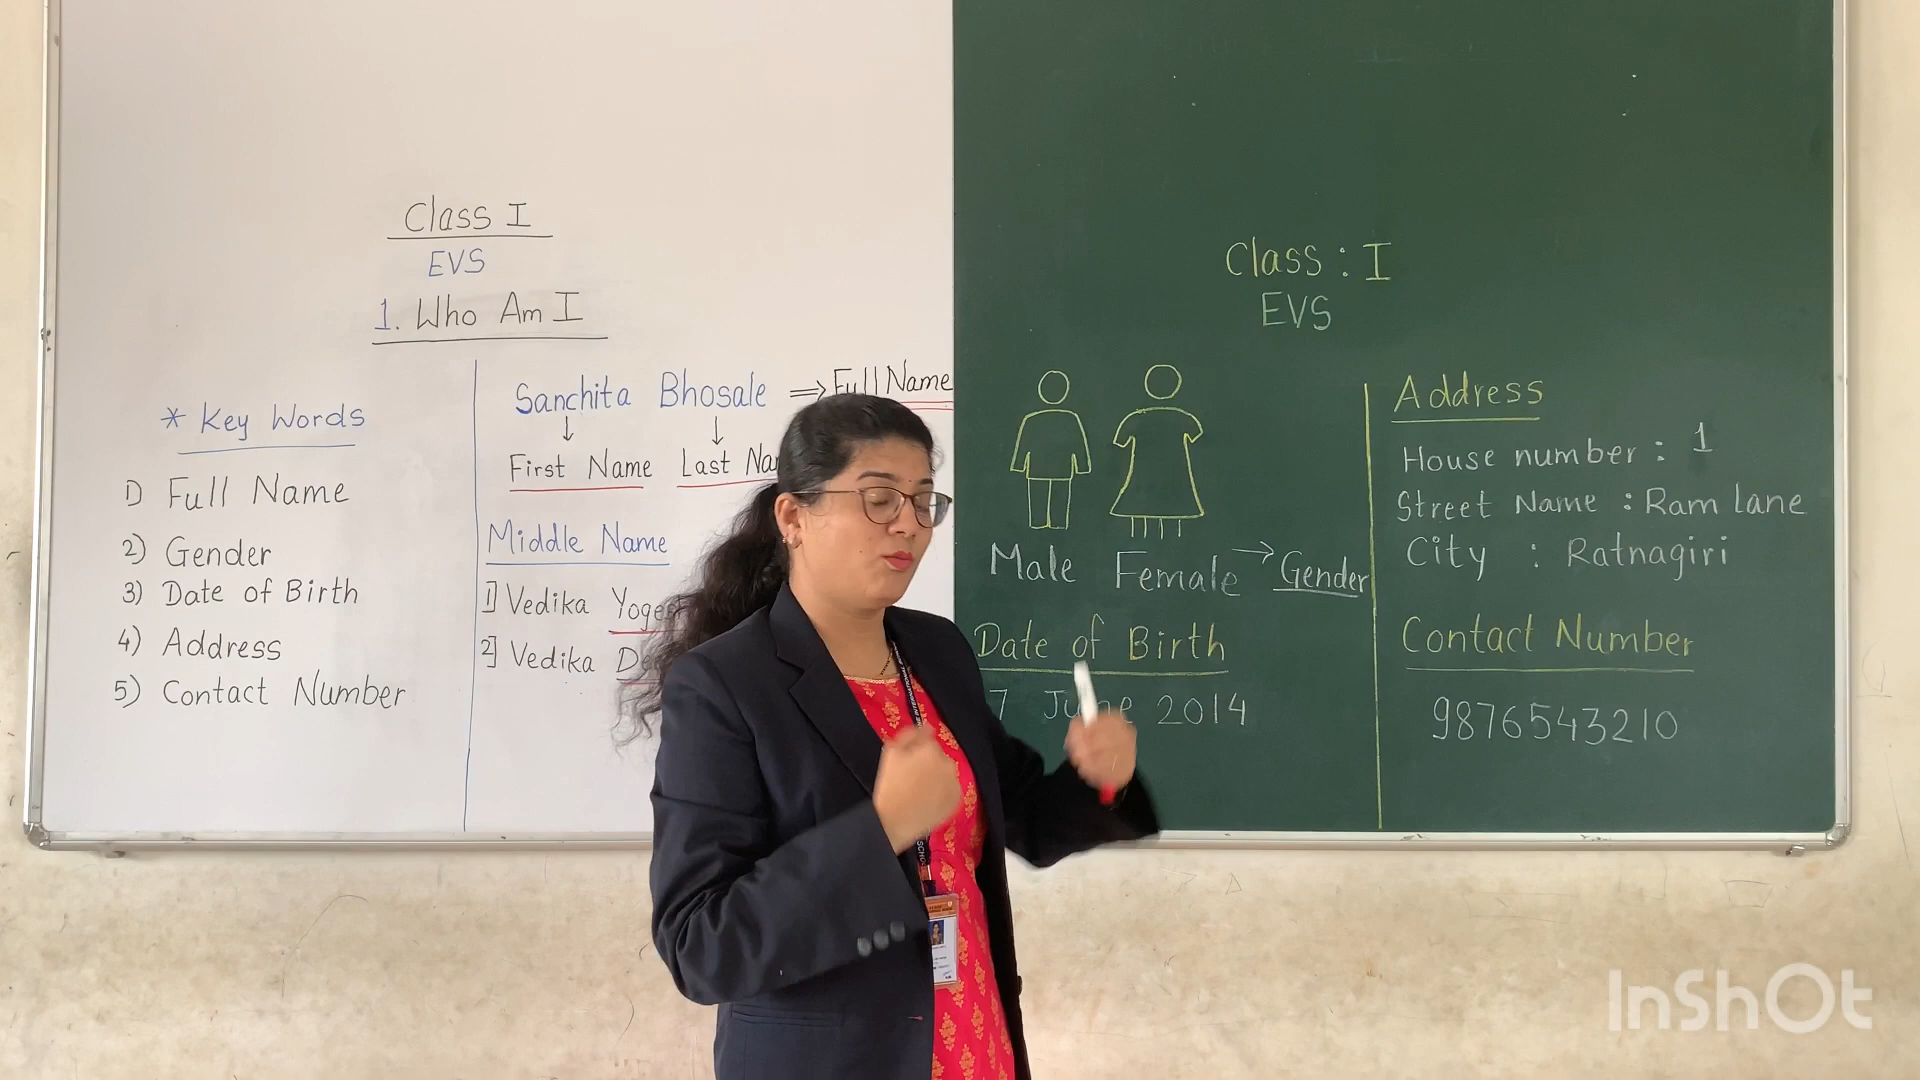 Class I
EVS
1. Who Am I
* Key Words
1) Full Name
2) Gender
3) Date of Birth
4) Address
5) Contact Number
Sanchita Bhosale ⇒ Full Name
↓ ↓
First Name Last
Middle Name
1] Vedika
2] Vedika
Class : I
EVS
Male Female → Gender
Date of Birth
7 June 2014
Address
House number : 1
Street Name : Ram lane
City : Ratnagiri
Contact Number
9876543210
InShOt